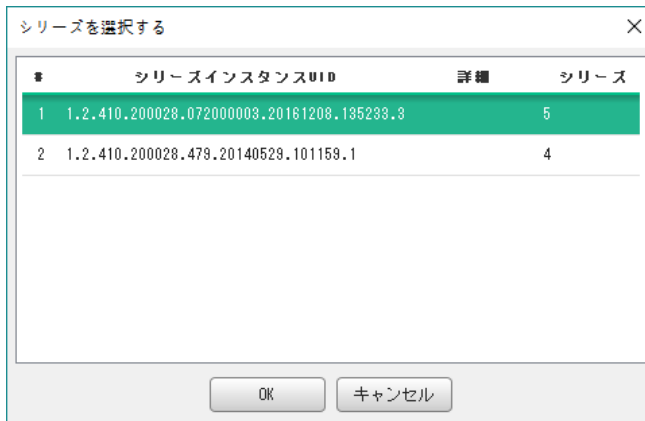 シリーズを選択する
# シリーズインスタンスUID 詳細 シリーズ
1 1.2.410.200028.072000003.20161208.135233.3 5
2 1.2.410.200028.479.20140529.101159.1 4
OK キャンセル